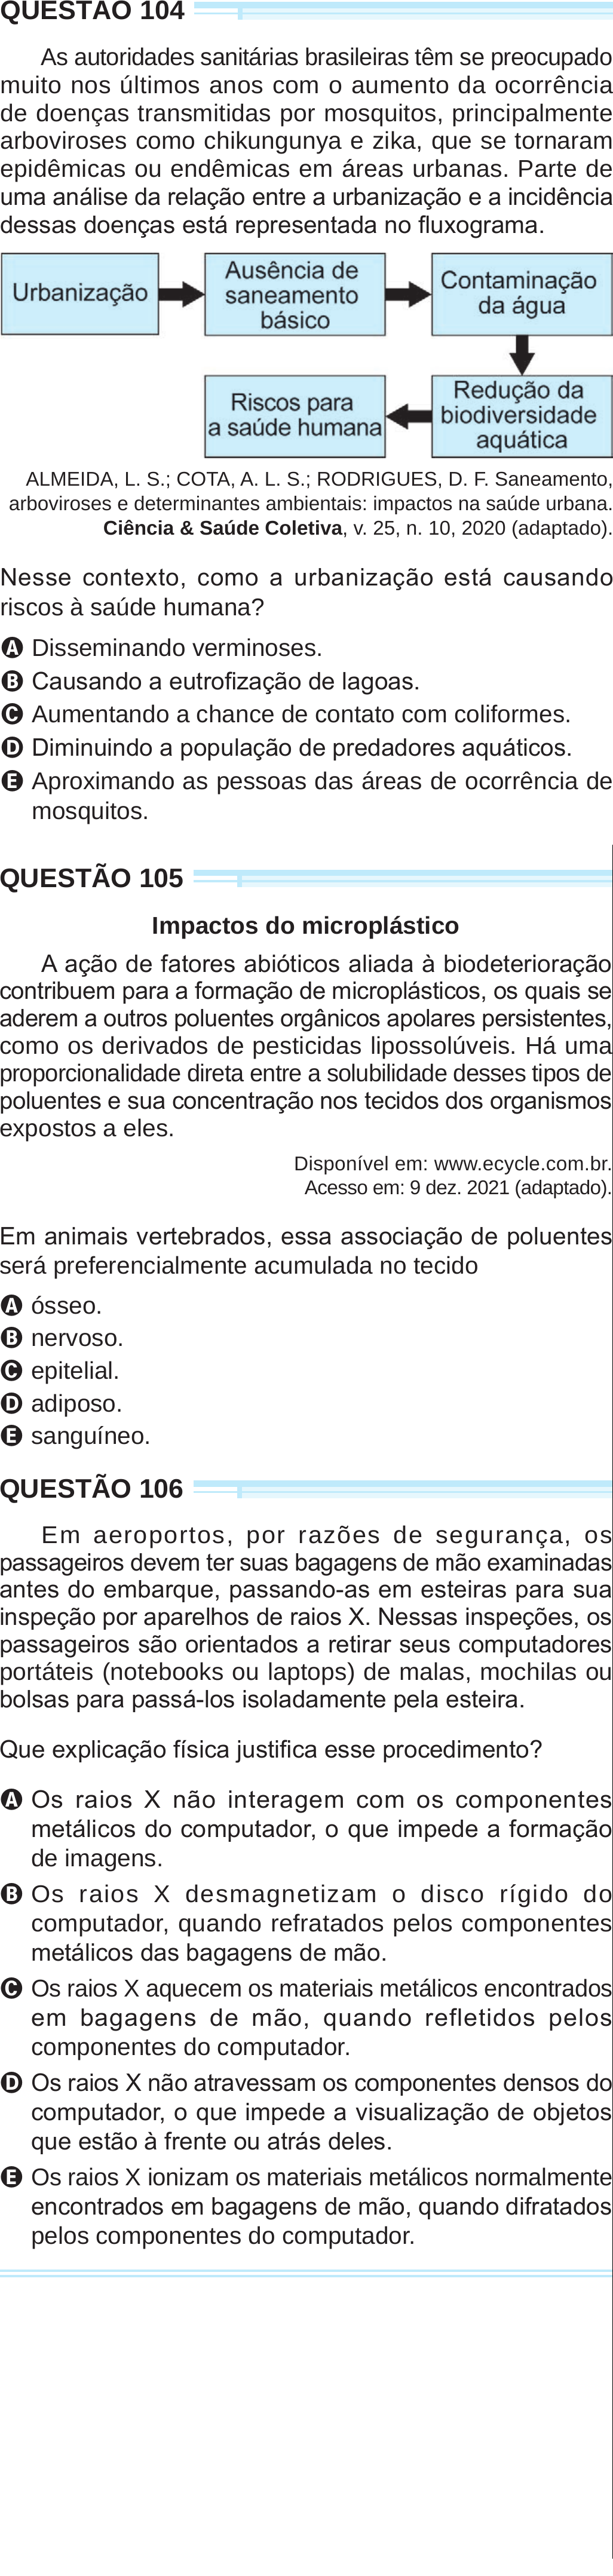 QUESTÃO 104
As autoridades sanitárias brasileiras têm se preocupado
muito nos últimos anos com o aumento da ocorrência
de doenças transmitidas por mosquitos, principalmente
arboviroses como chikungunya e zika, que se tornaram
epidêmicas ou endêmicas em áreas urbanas. Parte de
uma análise da relação entre a urbanização e a incidência
dessas doenças está representada no fluxograma.
Urbanização
Ausência de
saneamento
básico
Contaminação
da água
Redução da
biodiversidade
aquática
Riscos para
a saúde humana
ALMEIDA, L. S.; COTA, A. L. S.; RODRIGUES, D. F. Saneamento,
arboviroses e determinantes ambientais: impactos na saúde urbana.
Ciência & Saúde Coletiva, v. 25, n. 10, 2020 (adaptado).
Nesse contexto, como a urbanização está causando
riscos à saúde humana?
A Disseminando verminoses.
B Causando a eutrofização de lagoas.
C Aumentando a chance de contato com coliformes.
D Diminuindo a população de predadores aquáticos.
E Aproximando as pessoas das áreas de ocorrência de
mosquitos.
QUESTÃO 105
Impactos do microplástico
A ação de fatores abióticos aliada à biodeterioração
contribuem para a formação de microplásticos, os quais se
aderem a outros poluentes orgânicos apolares persistentes,
como os derivados de pesticidas lipossolúveis. Há uma
proporcionalidade direta entre a solubilidade desses tipos de
poluentes e sua concentração nos tecidos dos organismos
expostos a eles.
Disponível em: www.ecycle.com.br.
Acesso em: 9 dez. 2021 (adaptado).
Em animais vertebrados, essa associação de poluentes
será preferencialmente acumulada no tecido
A ósseo.
B nervoso.
C epitelial.
D adiposo.
E sanguíneo.
QUESTÃO 106
Em aeroportos, por razões de segurança, os
passageiros devem ter suas bagagens de mão examinadas
antes do embarque, passando-as em esteiras para sua
inspeção por aparelhos de raios X. Nessas inspeções, os
passageiros são orientados a retirar seus computadores
portáteis (notebooks ou laptops) de malas, mochilas ou
bolsas para passá-los isoladamente pela esteira.
Que explicação física justifica esse procedimento?
A Os raios X não interagem com os componentes
metálicos do computador, o que impede a formação
de imagens.
B Os raios X desmagnetizam o disco rígido do
computador, quando refratados pelos componentes
metálicos das bagagens de mão.
C Os raios X aquecem os materiais metálicos encontrados
em bagagens de mão, quando refletidos pelos
componentes do computador.
D Os raios X não atravessam os componentes densos do
computador, o que impede a visualização de objetos
que estão à frente ou atrás deles.
E Os raios X ionizam os materiais metálicos normalmente
encontrados em bagagens de mão, quando difratados
pelos componentes do computador.